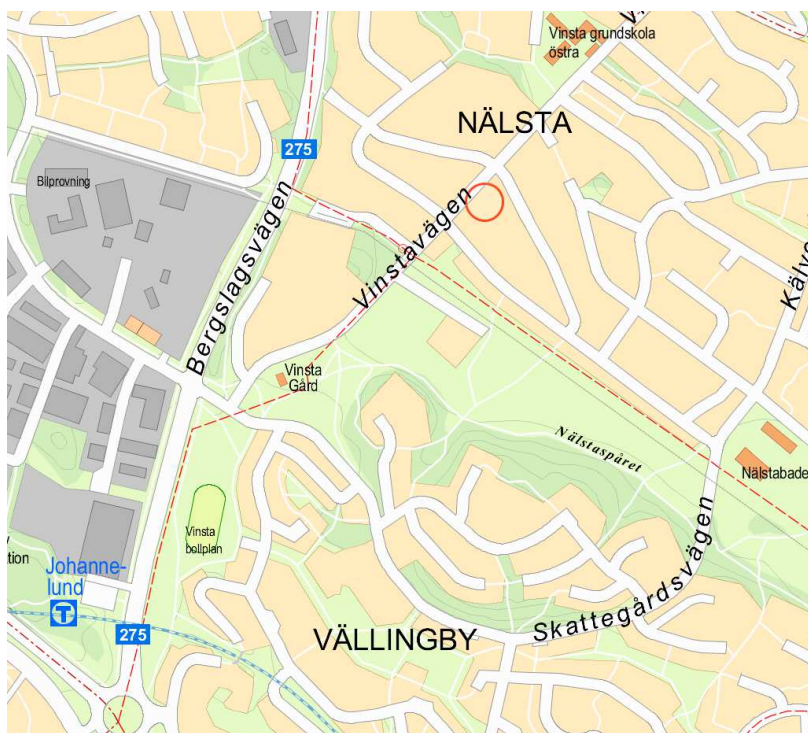 Vinsta grundskola
östra
NÄLSTA
275
Bilprovning
Vinstavägen
Bergslagsvägen
Vinsta
Gård
Nälstaspåret
Nälstabade
Skattegårdsvägen
Vinsta
bollplan
tion
Johanne-
lund
T
275
VÄLLINGBY